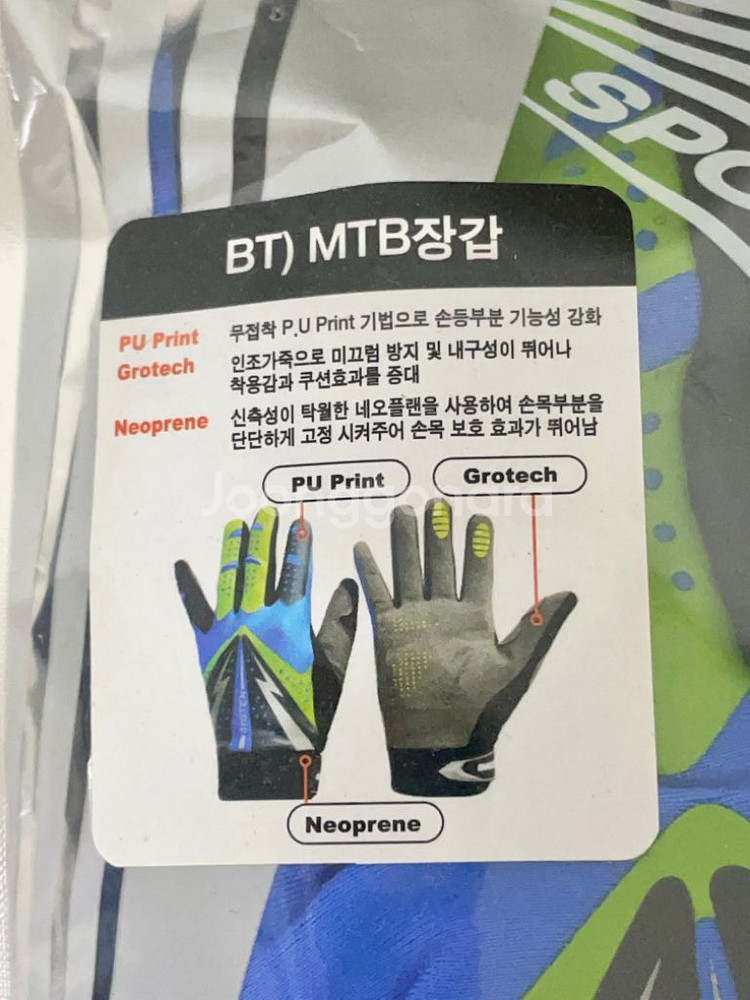 SPO
BT) MTB장갑
PU Print 무접착 P.U Print 기법으로 손등부분 기능성 강화
Grotech 인조가죽으로 미끄럼 방지 및 내구성이 뛰어나
착용감과 쿠션효과를 증대
Neoprene 신축성이 탁월한 네오플랜을 사용하여 손목부분을
단단하게 고정 시켜주어 손목 보호 효과가 뛰어남
PU Print
Grotech
Joonggonara
Neoprene